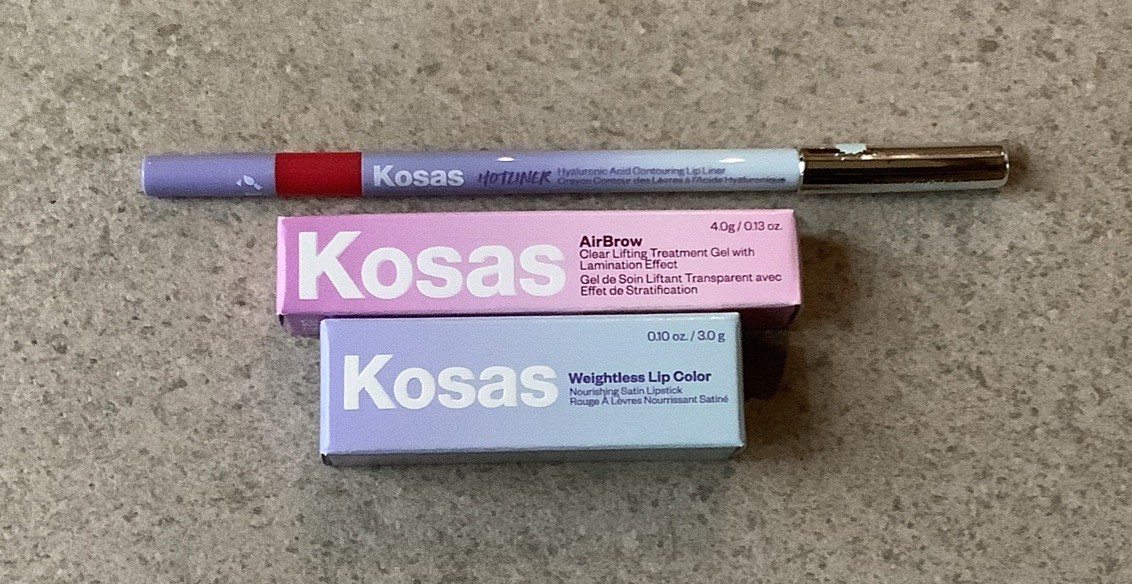 Kosas HOTLINER Hyaluronic Acid Contouring Lip Liner
Crayon Contour des Lèvres à l'Acide Hyaluronique
4.0g / 0.13 oz.
Kosas
AirBrow
Clear Lifting Treatment Gel with
Lamination Effect
Gel de Soin Liftant Transparent avec
Effet de Stratification
0.10 oz. / 3.0 g
Kosas
Weightless Lip Color
Nourishing Satin Lipstick
Rouge À Lèvres Nourrissant Satiné